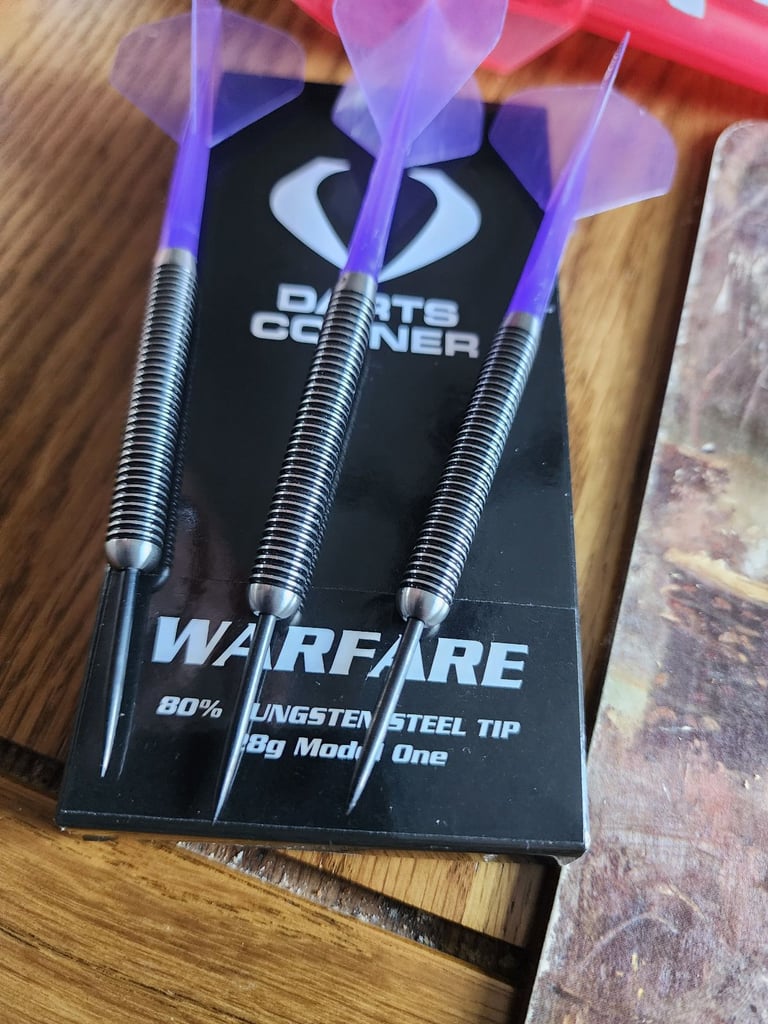 DARTS
CORNER
WARFARE
80% TUNGSTEN STEEL TIP
28g Model One